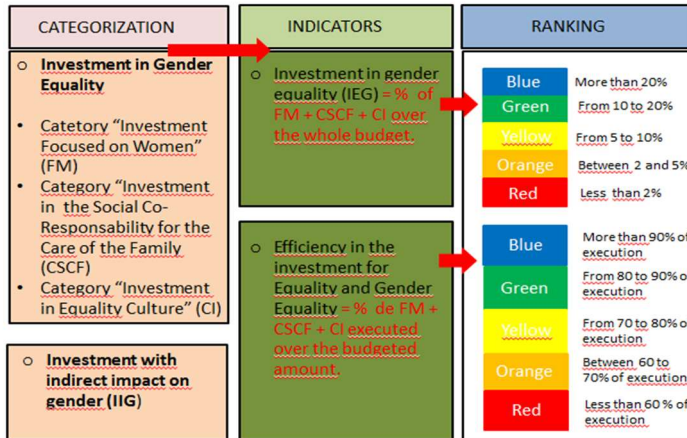 CATEGORIZATION
o Investment in Gender
Equality
• Catetory “Investment
Focused on Women”
(FM)
• Category “Investment
in the Social Co-
Responsability for the
Care of the Family
(CSCF)
• Category “Investment
in Equality Culture” (CI)
o Investment with
indirect impact on
gender (IIG)
INDICATORS
o Investment in gender
equality (IEG) = % of
FM + CSCF + CI over
the whole budget.
o Efficiency in the
investment for
Equality and Gender
Equality = % de FM +
CSCF + CI executed
over the budgeted
amount.
RANKING
Blue More than 20%
Green From 10 to 20%
Yellow From 5 to 10%
Orange Between 2 and 5%
Red Less than 2%
Blue More than 90% of
execution
Green From 80 to 90% of
execution
Yellow From 70 to 80% of
execution
Orange Between 60 to
70% of execution
Red Less than 60 % of
execution